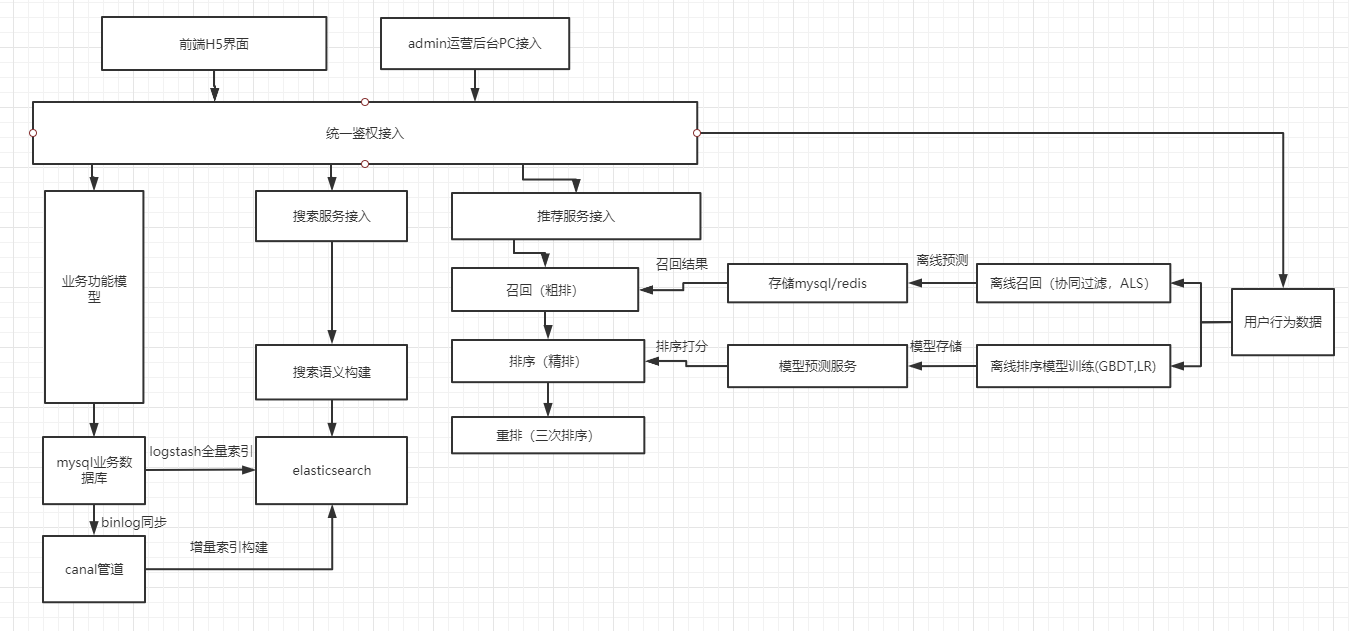 前端H5界面
admin运营后台PC接入
统一鉴权接入
业务功能模
型
搜索服务接入
推荐服务接入
召回（粗排）
召回结果
存储mysql/redis
离线预测
离线召回（协同过滤，ALS）
用户行为数据
排序（精排）
排序打分
模型预测服务
模型存储
离线排序模型训练(GBDT,LR)
搜索语义构建
重排（三次排序）
mysql业务数
据库
logstash全量索引
elasticsearch
binlog同步
增量索引构建
canal管道